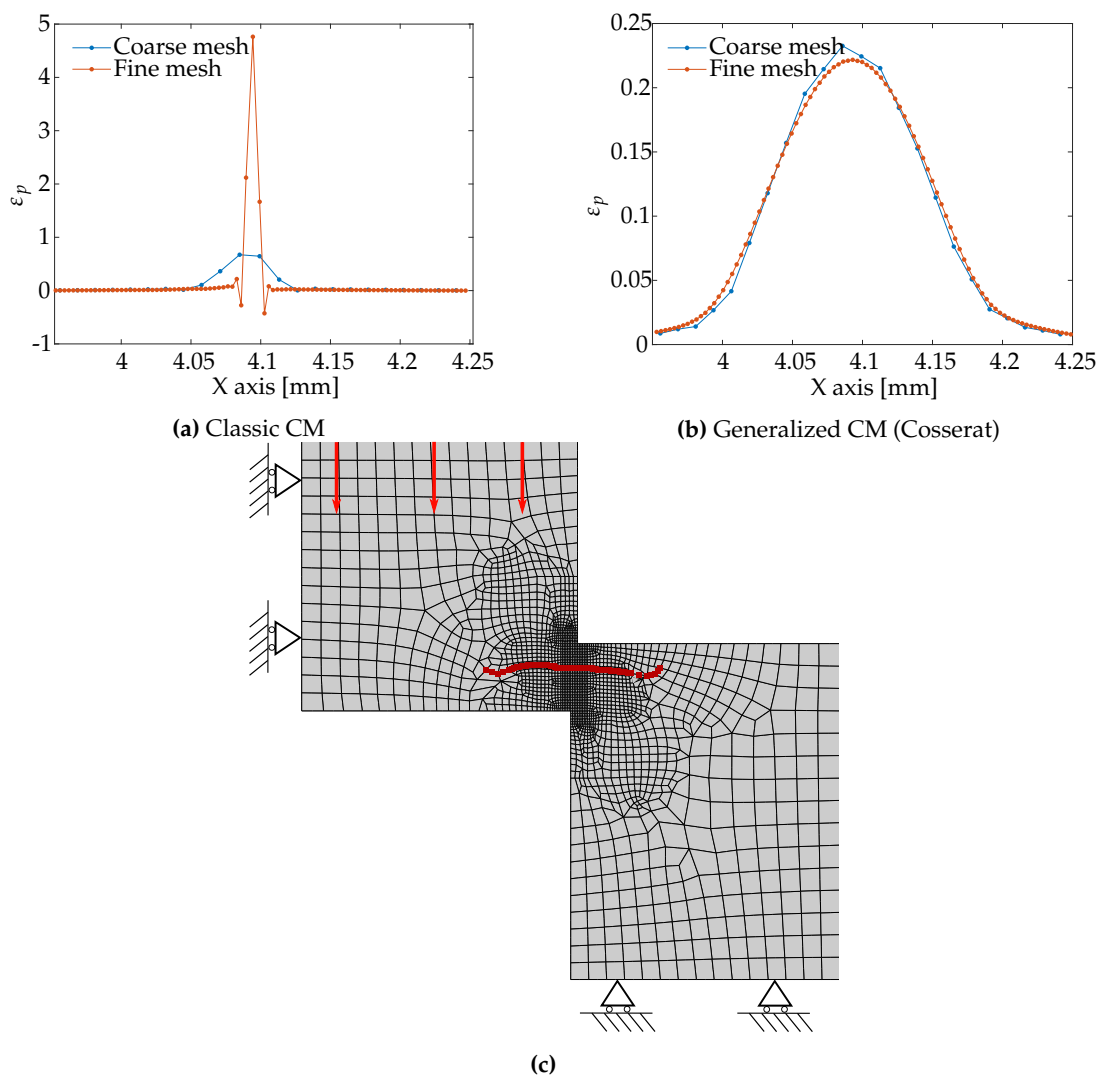 5
4
3
2
1
0
-1
εp
Coarse mesh
Fine mesh
4
4.05
4.1
4.15
4.2
4.25
X axis [mm]
(a) Classic CM
0.25
0.2
0.15
0.1
0.05
0
εp
Coarse mesh
Fine mesh
4
4.05
4.1
4.15
4.2
4.25
X axis [mm]
(b) Generalized CM (Cosserat)
(c)